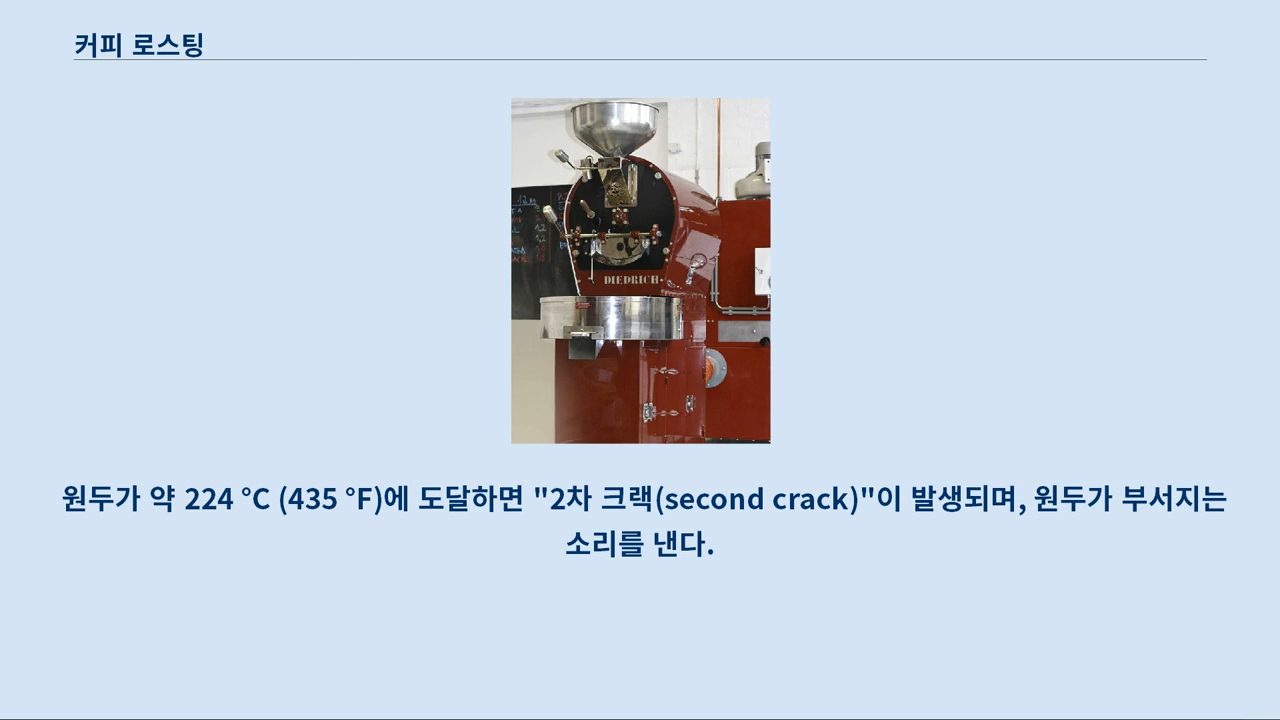 커피 로스팅
DIEDRICH
원두가 약 224 °C (435 °F)에 도달하면 "2차 크랙(second crack)"이 발생되며, 원두가 부서지는
소리를 낸다.